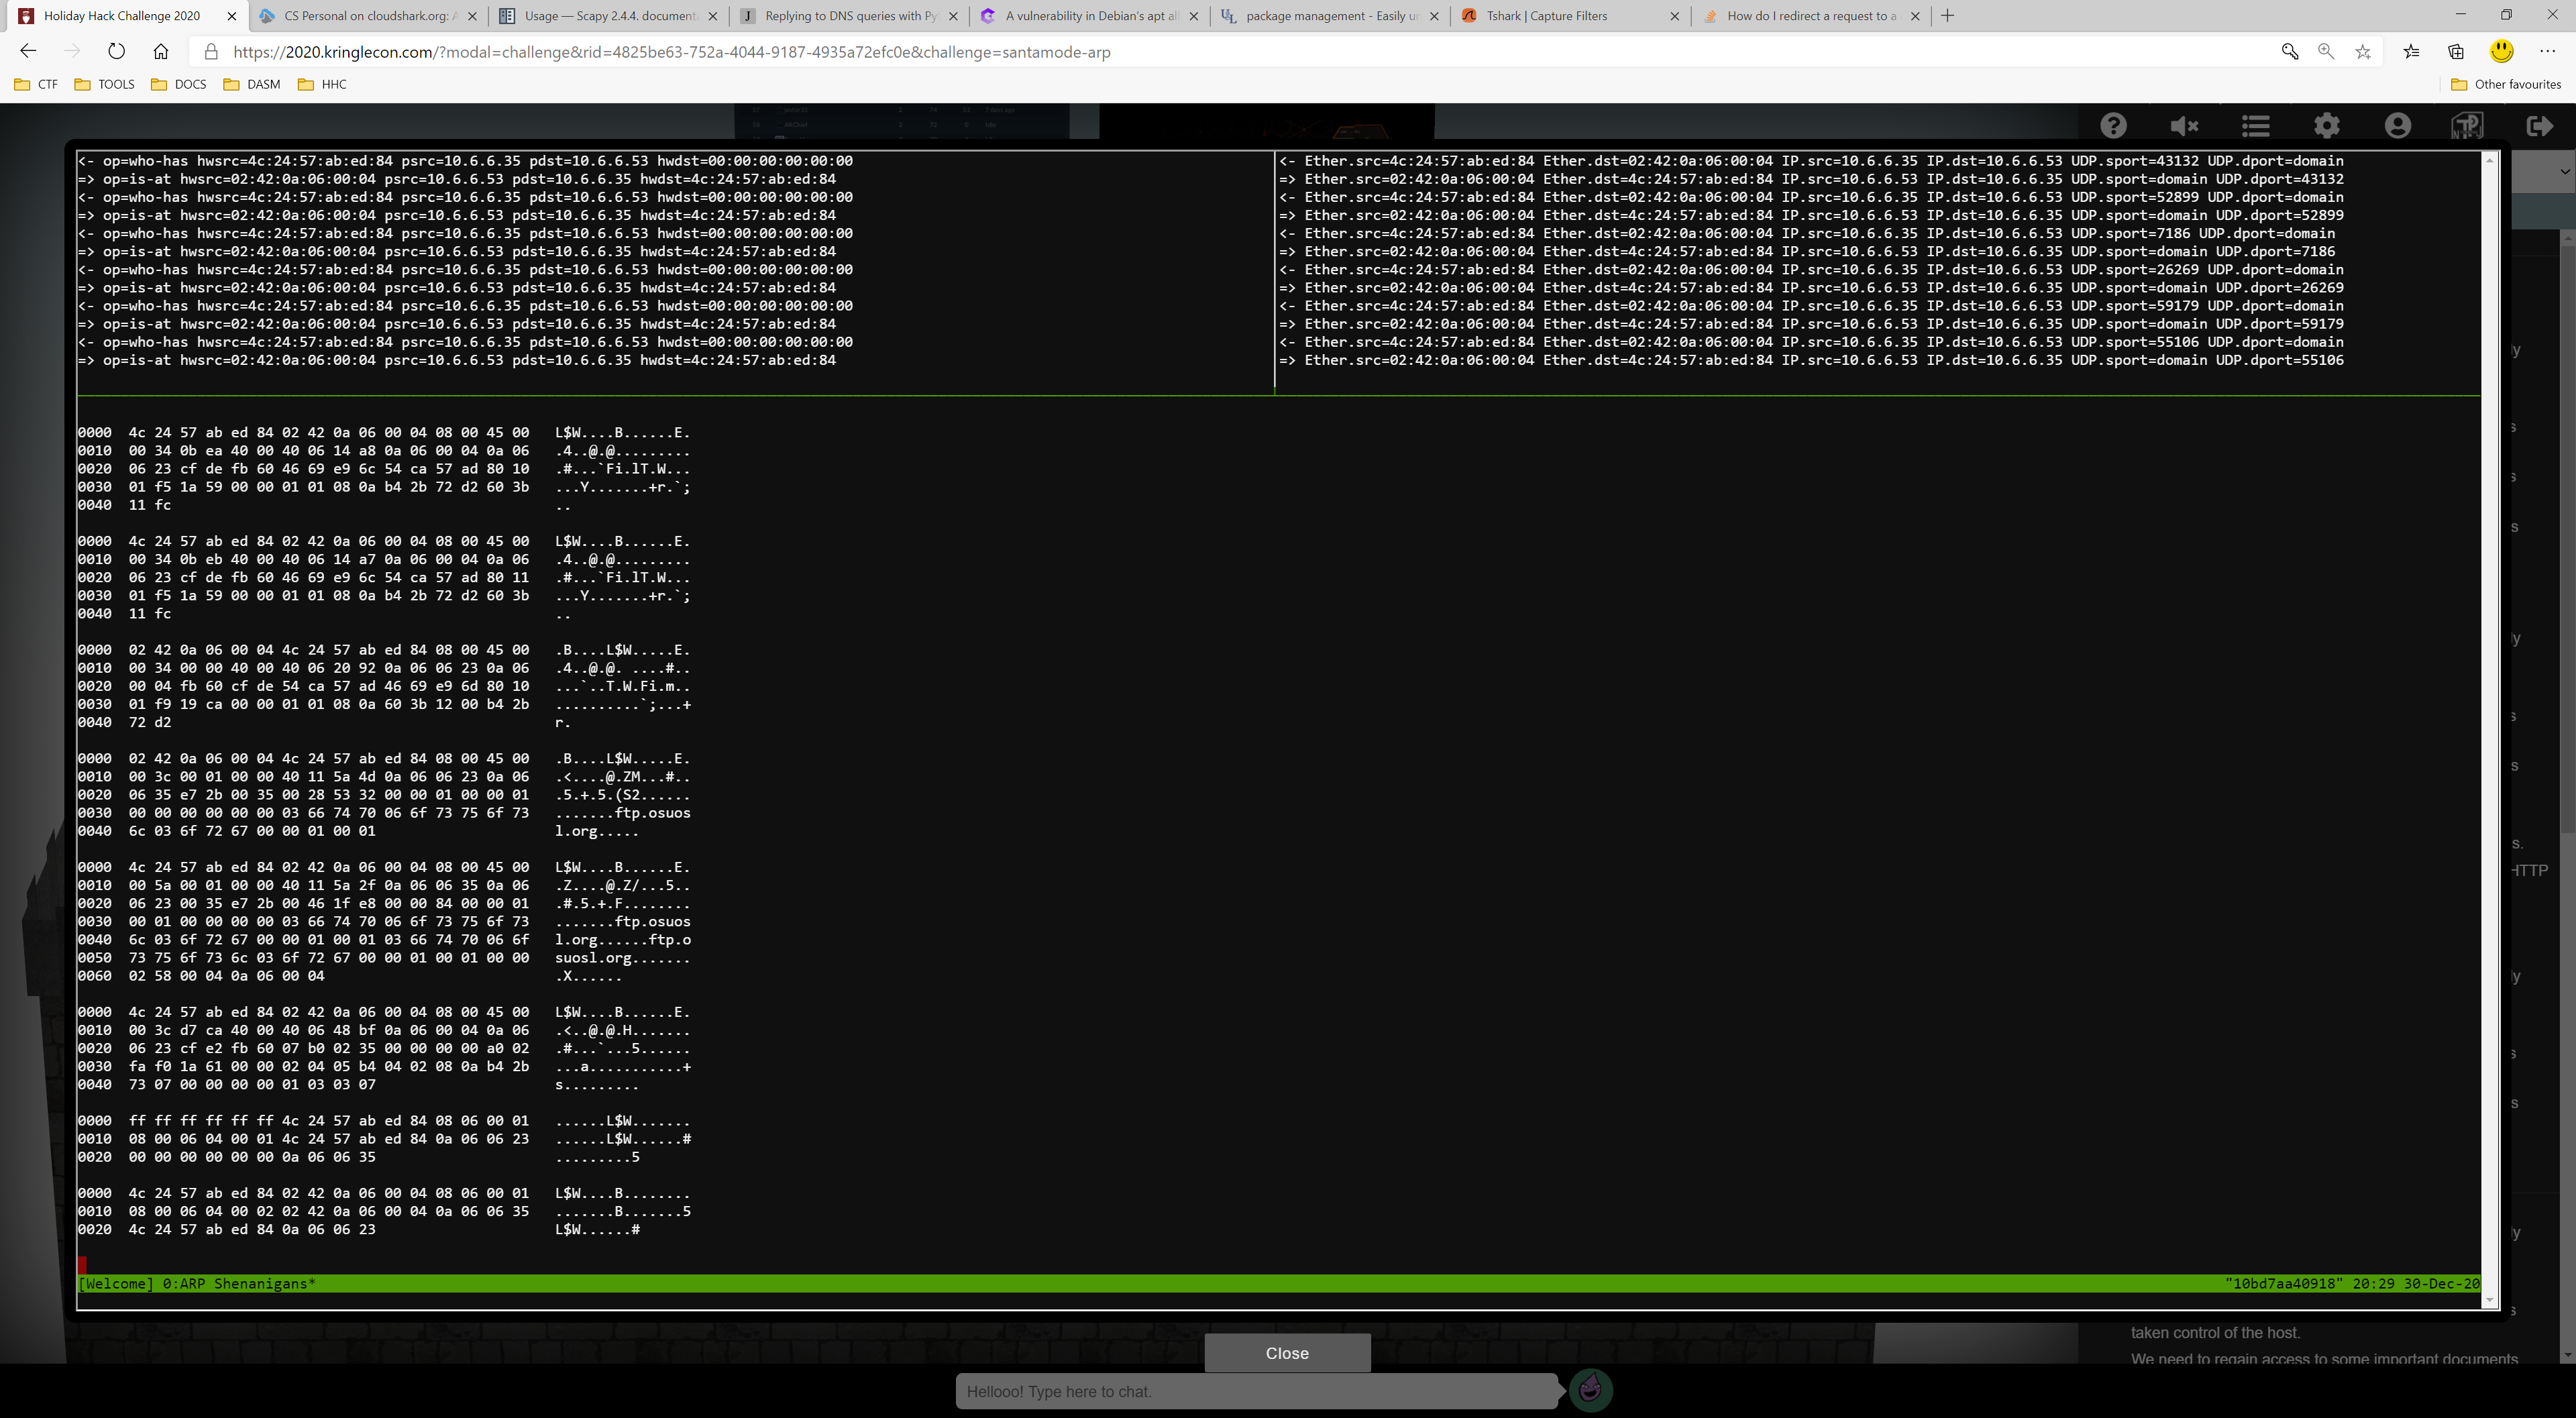 Holiday Hack Challenge 2020
CS Personal on cloudshark.org: A
Usage — Scapy 2.4.4. document
Replying to DNS queries with Py
A vulnerability in Debian's apt all
package management - Easily un
Tshark | Capture Filters
How do I redirect a request to a
https://2020.kringlecon.com/?modal=challenge&rid=4825be63-752a-4044-9187-4935a72efc0e&challenge=santamode-arp
CTF TOOLS DOCS DASM HHC Other favourites
<- op=who-has hwsrc=4c:24:57:ab:ed:84 psrc=10.6.6.35 pdst=10.6.6.53 hwdst=00:00:00:00:00:00
=> op=is-at hwsrc=02:42:0a:06:00:04 psrc=10.6.6.53 pdst=10.6.6.35 hwdst=4c:24:57:ab:ed:84
<- op=who-has hwsrc=4c:24:57:ab:ed:84 psrc=10.6.6.35 pdst=10.6.6.53 hwdst=00:00:00:00:00:00
=> op=is-at hwsrc=02:42:0a:06:00:04 psrc=10.6.6.53 pdst=10.6.6.35 hwdst=4c:24:57:ab:ed:84
<- op=who-has hwsrc=4c:24:57:ab:ed:84 psrc=10.6.6.35 pdst=10.6.6.53 hwdst=00:00:00:00:00:00
=> op=is-at hwsrc=02:42:0a:06:00:04 psrc=10.6.6.53 pdst=10.6.6.35 hwdst=4c:24:57:ab:ed:84
<- op=who-has hwsrc=4c:24:57:ab:ed:84 psrc=10.6.6.35 pdst=10.6.6.53 hwdst=00:00:00:00:00:00
=> op=is-at hwsrc=02:42:0a:06:00:04 psrc=10.6.6.53 pdst=10.6.6.35 hwdst=4c:24:57:ab:ed:84
<- op=who-has hwsrc=4c:24:57:ab:ed:84 psrc=10.6.6.35 pdst=10.6.6.53 hwdst=00:00:00:00:00:00
=> op=is-at hwsrc=02:42:0a:06:00:04 psrc=10.6.6.53 pdst=10.6.6.35 hwdst=4c:24:57:ab:ed:84
<- op=who-has hwsrc=4c:24:57:ab:ed:84 psrc=10.6.6.35 pdst=10.6.6.53 hwdst=00:00:00:00:00:00
=> op=is-at hwsrc=02:42:0a:06:00:04 psrc=10.6.6.53 pdst=10.6.6.35 hwdst=4c:24:57:ab:ed:84
<- Ether.src=4c:24:57:ab:ed:84 Ether.dst=02:42:0a:06:00:04 IP.src=10.6.6.35 IP.dst=10.6.6.53 UDP.sport=43132 UDP.dport=domain
=> Ether.src=02:42:0a:06:00:04 Ether.dst=4c:24:57:ab:ed:84 IP.src=10.6.6.53 IP.dst=10.6.6.35 UDP.sport=domain UDP.dport=43132
<- Ether.src=4c:24:57:ab:ed:84 Ether.dst=02:42:0a:06:00:04 IP.src=10.6.6.35 IP.dst=10.6.6.53 UDP.sport=52899 UDP.dport=domain
=> Ether.src=02:42:0a:06:00:04 Ether.dst=4c:24:57:ab:ed:84 IP.src=10.6.6.53 IP.dst=10.6.6.35 UDP.sport=domain UDP.dport=52899
<- Ether.src=4c:24:57:ab:ed:84 Ether.dst=02:42:0a:06:00:04 IP.src=10.6.6.35 IP.dst=10.6.6.53 UDP.sport=7186 UDP.dport=domain
=> Ether.src=02:42:0a:06:00:04 Ether.dst=4c:24:57:ab:ed:84 IP.src=10.6.6.53 IP.dst=10.6.6.35 UDP.sport=domain UDP.dport=7186
<- Ether.src=4c:24:57:ab:ed:84 Ether.dst=02:42:0a:06:00:04 IP.src=10.6.6.35 IP.dst=10.6.6.53 UDP.sport=26269 UDP.dport=domain
=> Ether.src=02:42:0a:06:00:04 Ether.dst=4c:24:57:ab:ed:84 IP.src=10.6.6.53 IP.dst=10.6.6.35 UDP.sport=domain UDP.dport=26269
<- Ether.src=4c:24:57:ab:ed:84 Ether.dst=02:42:0a:06:00:04 IP.src=10.6.6.35 IP.dst=10.6.6.53 UDP.sport=59179 UDP.dport=domain
=> Ether.src=02:42:0a:06:00:04 Ether.dst=4c:24:57:ab:ed:84 IP.src=10.6.6.53 IP.dst=10.6.6.35 UDP.sport=domain UDP.dport=59179
<- Ether.src=4c:24:57:ab:ed:84 Ether.dst=02:42:0a:06:00:04 IP.src=10.6.6.35 IP.dst=10.6.6.53 UDP.sport=55106 UDP.dport=domain
=> Ether.src=02:42:0a:06:00:04 Ether.dst=4c:24:57:ab:ed:84 IP.src=10.6.6.53 IP.dst=10.6.6.35 UDP.sport=domain UDP.dport=55106
0000 4c 24 57 ab ed 84 02 42 0a 06 00 04 08 00 45 00 L$W....B......E.
0010 00 34 0b ea 40 00 40 06 14 a8 0a 06 00 04 0a 06 .4..@.@.........
0020 06 23 cf de fb 60 46 69 e9 6c 54 ca 57 ad 80 10 .#...`Fi.lT.W...
0030 01 f5 1a 59 00 00 01 01 08 0a b4 2b 72 d2 60 3b ...Y.......+r.`;
0040 11 fc ..
0000 4c 24 57 ab ed 84 02 42 0a 06 00 04 08 00 45 00 L$W....B......E.
0010 00 34 0b eb 40 00 40 06 14 a7 0a 06 00 04 0a 06 .4..@.@.........
0020 06 23 cf de fb 60 46 69 e9 6c 54 ca 57 ad 80 11 .#...`Fi.lT.W...
0030 01 f5 1a 59 00 00 01 01 08 0a b4 2b 72 d2 60 3b ...Y.......+r.`;
0040 11 fc ..
0000 02 42 0a 06 00 04 4c 24 57 ab ed 84 08 00 45 00 .B....L$W.....E.
0010 00 34 00 00 40 00 40 06 20 92 0a 06 06 23 0a 06 .4..@.@. ....#..
0020 00 04 fb 60 cf de 54 ca 57 ad 46 69 e9 6d 80 10 ...`..T.W.Fi.m..
0030 01 f9 19 ca 00 00 01 01 08 0a 60 3b 12 00 b4 2b ..........`;...+
0040 72 d2 r.
0000 02 42 0a 06 00 04 4c 24 57 ab ed 84 08 00 45 00 .B....L$W.....E.
0010 00 3c 00 01 00 00 40 11 5a 4d 0a 06 06 23 0a 06 .<....@.ZM...#..
0020 06 35 e7 2b 00 35 00 28 53 32 00 00 01 00 00 01 .5.+.5.(S2......
0030 00 00 00 00 00 00 03 66 74 70 06 6f 73 75 6f 73 .......ftp.osuos
0040 6c 03 6f 72 67 00 00 01 00 01 l.org.....
0000 4c 24 57 ab ed 84 02 42 0a 06 00 04 08 00 45 00 L$W....B......E.
0010 00 5a 00 01 00 00 40 11 5a 2f 0a 06 06 35 0a 06 .Z....@.Z/...5..
0020 06 23 00 35 e7 2b 00 46 1f e8 00 00 84 00 00 01 .#.5.+.F........
0030 00 01 00 00 00 00 03 66 74 70 06 6f 73 75 6f 73 .......ftp.osuos
0040 6c 03 6f 72 67 00 00 01 00 01 03 66 74 70 06 6f l.org......ftp.o
0050 73 75 6f 73 6c 03 6f 72 67 00 00 01 00 01 00 00 suosl.org.......
0060 02 58 00 04 0a 06 00 04 .X......
0000 4c 24 57 ab ed 84 02 42 0a 06 00 04 08 00 45 00 L$W....B......E.
0010 00 3c d7 ca 40 00 40 06 48 bf 0a 06 00 04 0a 06 .<..@.@.H.......
0020 06 23 cf e2 fb 60 07 b0 02 35 00 00 00 00 a0 02 .#...`...5......
0030 fa f0 1a 61 00 00 02 04 05 b4 04 02 08 0a b4 2b ...a...........+
0040 73 07 00 00 00 00 01 03 03 07 s.........
0000 ff ff ff ff ff ff 4c 24 57 ab ed 84 08 06 00 01 ......L$W.......
0010 08 00 06 04 00 01 4c 24 57 ab ed 84 0a 06 06 23 ......L$W......#
0020 00 00 00 00 00 00 0a 06 06 35 .........5
0000 4c 24 57 ab ed 84 02 42 0a 06 00 04 08 06 00 01 L$W....B........
0010 08 00 06 04 00 02 02 42 0a 06 00 04 0a 06 06 35 .......B.......5
0020 4c 24 57 ab ed 84 0a 06 06 23 L$W......#
[Welcome] 0:ARP Shenanigans* "10bd7aa40918" 20:29 30-Dec-20
HTTP
taken control of the host.
We need to regain access to some important documents
Close
Hellooo! Type here to chat.